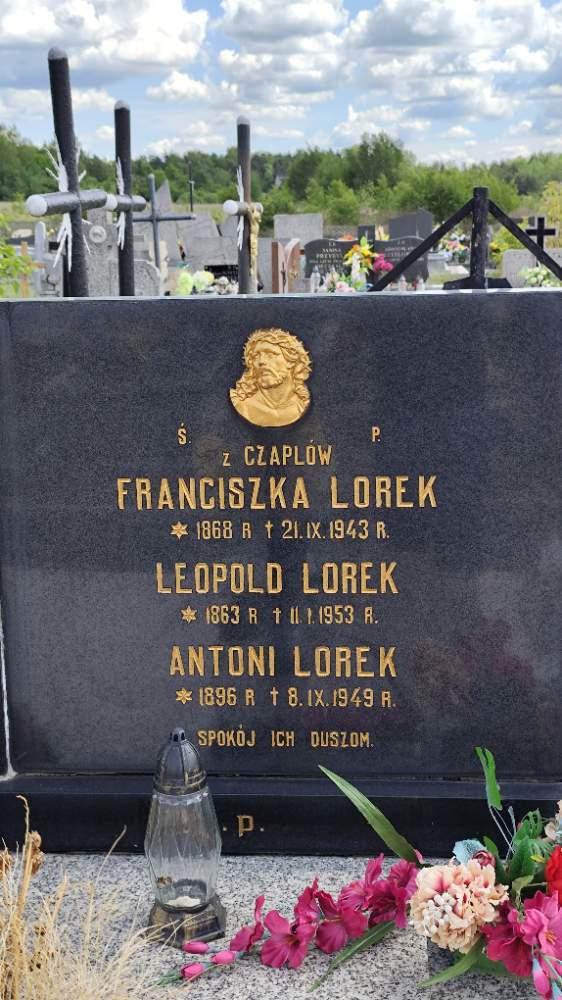 Ś. P.
z CZAPLÓW
FRANCISZKA LOREK
1868 R † 21.IX.1943 R.
LEOPOLD LOREK
1863 R † 11.I.1953 R.
ANTONI LOREK
1896 R † 8.IX.1949 R.
SPOKÓJ ICH DUSZOM.
.P.